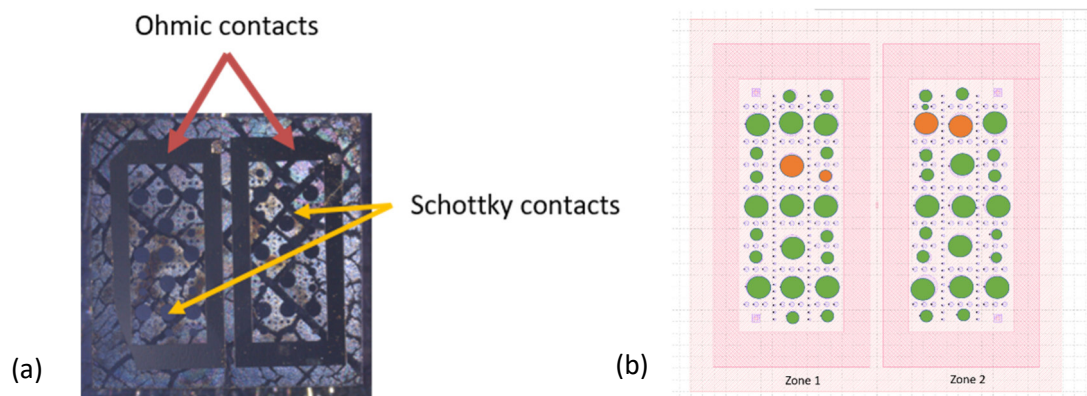 Ohmic contacts
Schottky contacts
(a)
(b)
Zone 1
Zone 2